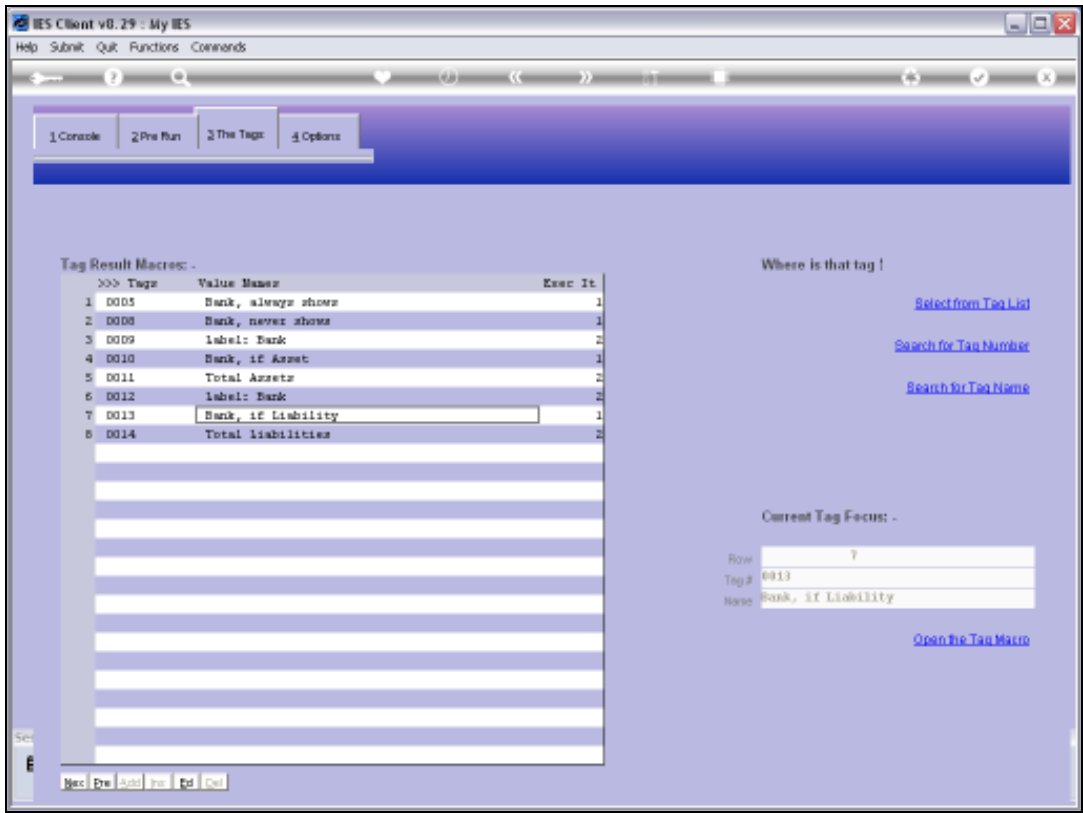 IES Client v8.29 : My IES
Help Submit Quit Functions Commands
1 Console 2 Pre Run 3 The Tags 4 Options
Tag Result Macros: -
Where is that tag !
>>> Tags Value Names Exec It
1 0005 Bank, always shows 1
2 0008 Bank, never shows 1
3 0009 label: Bank 2
4 0010 Bank, if Asset 1
5 0011 Total Assets 2
6 0012 label: Bank 2
7 0013 Bank, if Liability 1
8 0014 Total liabilities 2
Select from Tag List
Search for Tag Number
Search for Tag Name
Current Tag Focus: -
Row 7
Tag # 0013
Name Bank, if Liability
Open the Tag Macro
Nex Pre Add Ins Ed Del